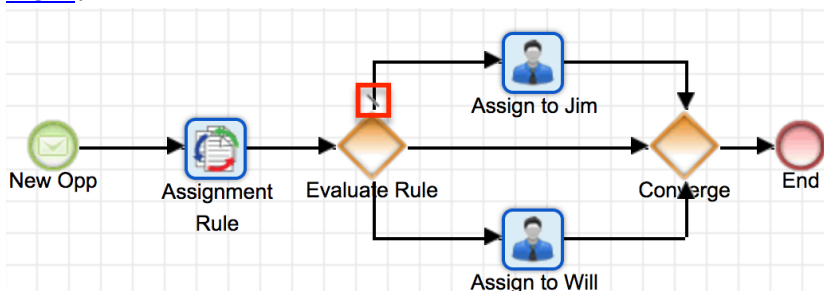 Assign to Jim
New Opp
Assignment
Rule
Evaluate Rule
Converge
End
Assign to Will